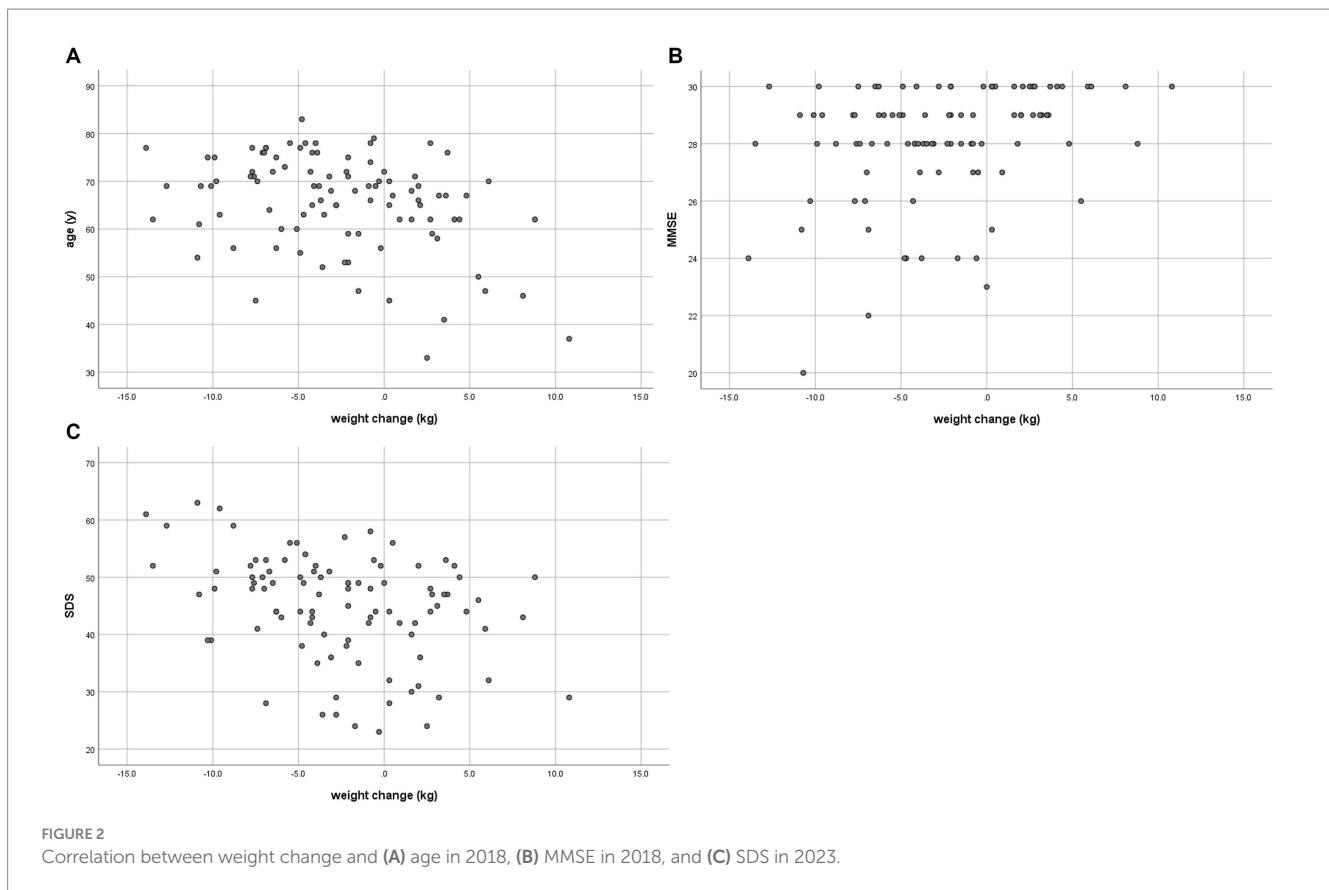 A
90
80
70
60
50
40
30
age (y)
-15.0 -10.0 -5.0 .0 5.0 10.0 15.0
weight change (kg)
B
30
28
26
24
22
20
MMSE
-15.0 -10.0 -5.0 .0 5.0 10.0 15.0
weight change (kg)
C
70
60
50
40
30
20
SDS
-15.0 -10.0 -5.0 .0 5.0 10.0 15.0
weight change (kg)
FIGURE 2
Correlation between weight change and (A) age in 2018, (B) MMSE in 2018, and (C) SDS in 2023.